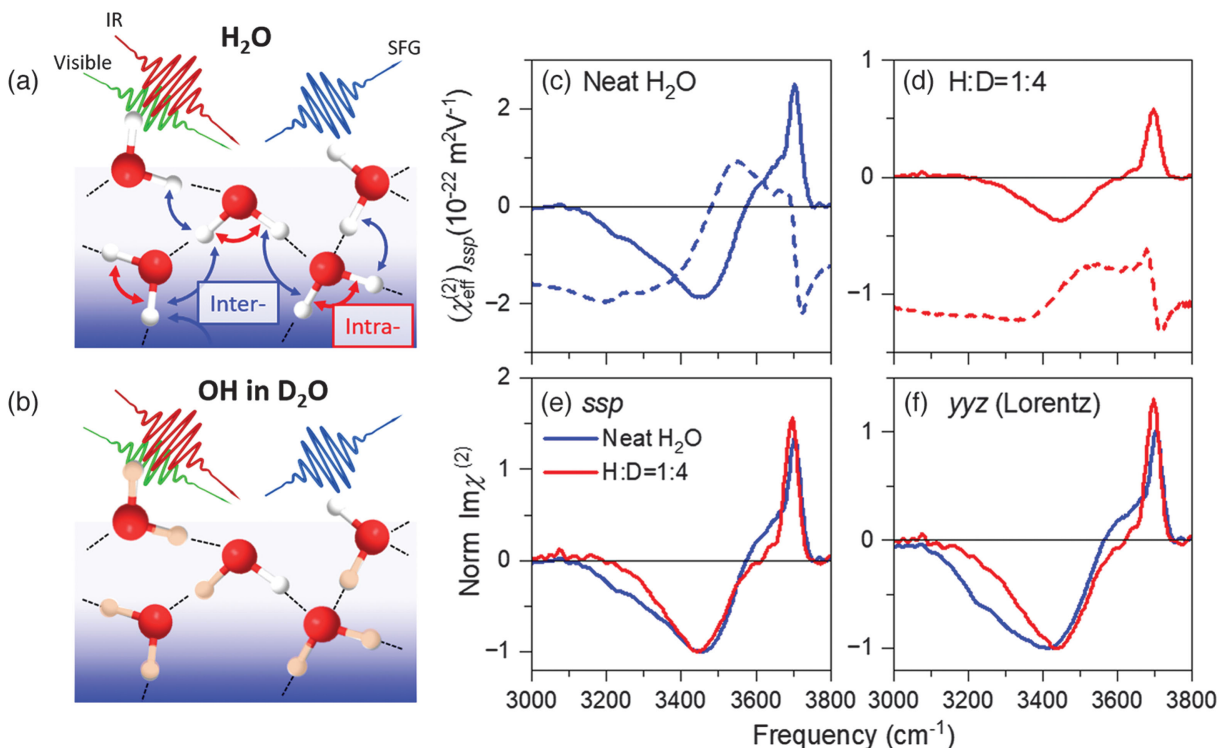 IR
H₂O
Visible
SFG
(a)
Inter-
Intra-
(b)
OH in D₂O
(c) Neat H₂O
(χ⁽²⁾eff)ssp(10⁻²² m²V⁻¹)
2
0
−2
(d) H:D=1:4
1
0
−1
(e) ssp
Neat H₂O
H:D=1:4
Norm Imχ⁽²⁾
2
1
0
−1
3000 3200 3400 3600 3800
(f) yyz (Lorentz)
1
0
−1
3000 3200 3400 3600 3800
Frequency (cm⁻¹)